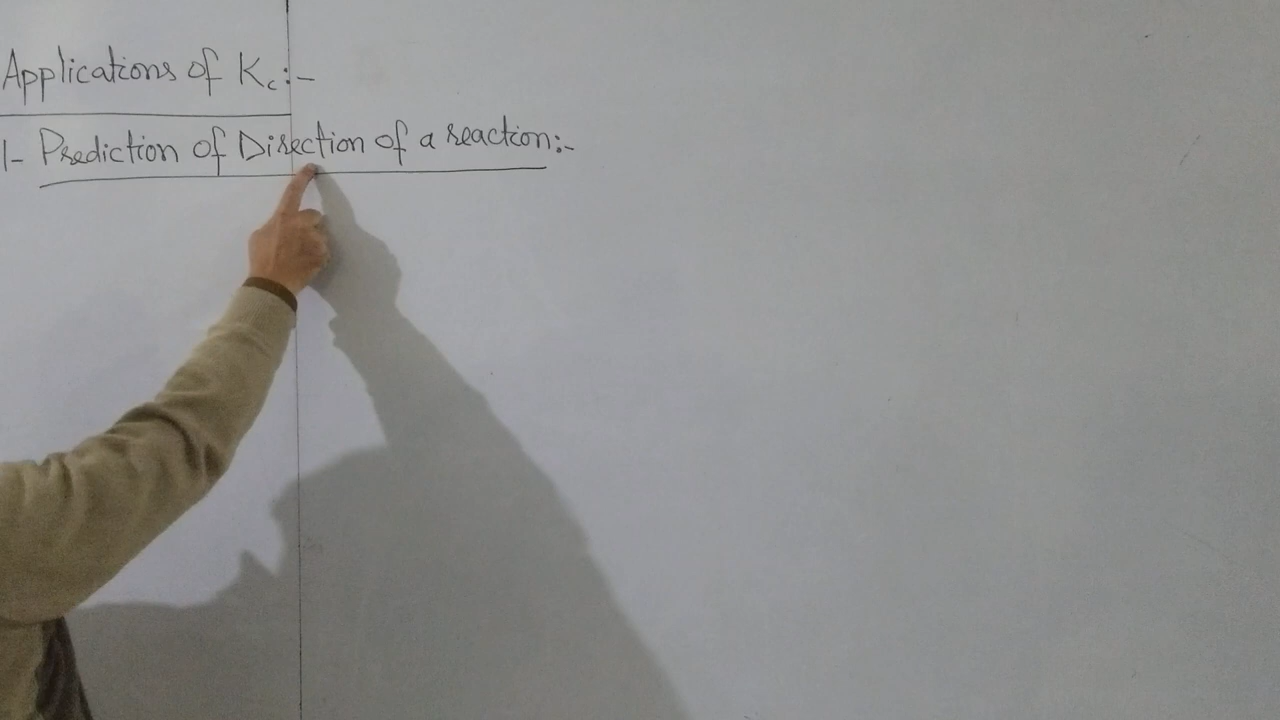 Applications of Kc:-
1- Prediction of Direction of a reaction:-